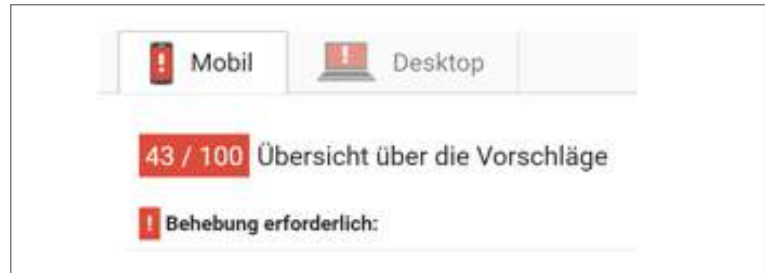 Mobil
Desktop
43 / 100 Übersicht über die Vorschläge
! Behebung erforderlich: